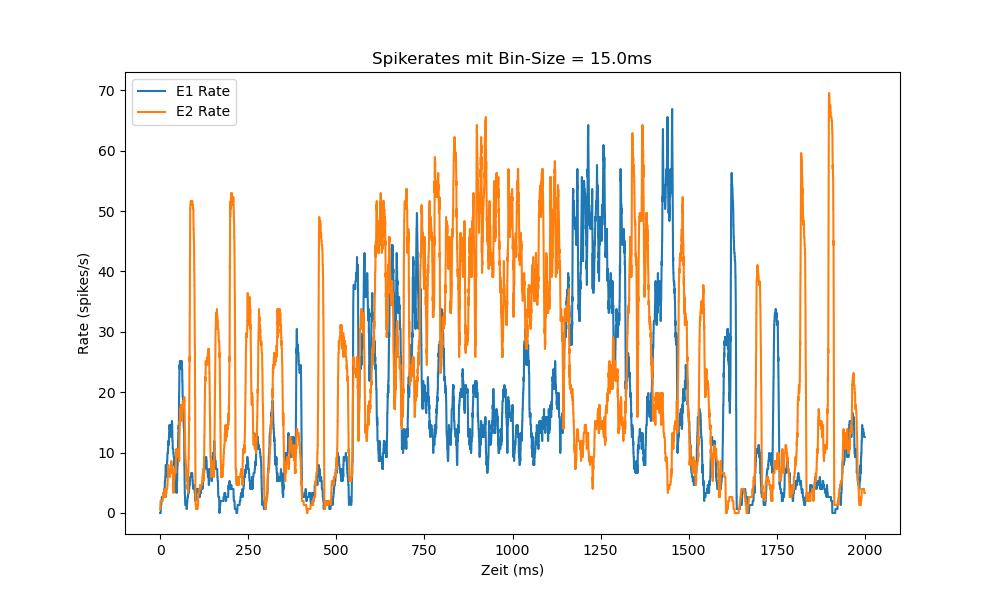 Spikerates mit Bin-Size = 15.0ms
E1 Rate
E2 Rate
Rate (spikes/s)
70
60
50
40
30
20
10
0
0 250 500 750 1000 1250 1500 1750 2000
Zeit (ms)